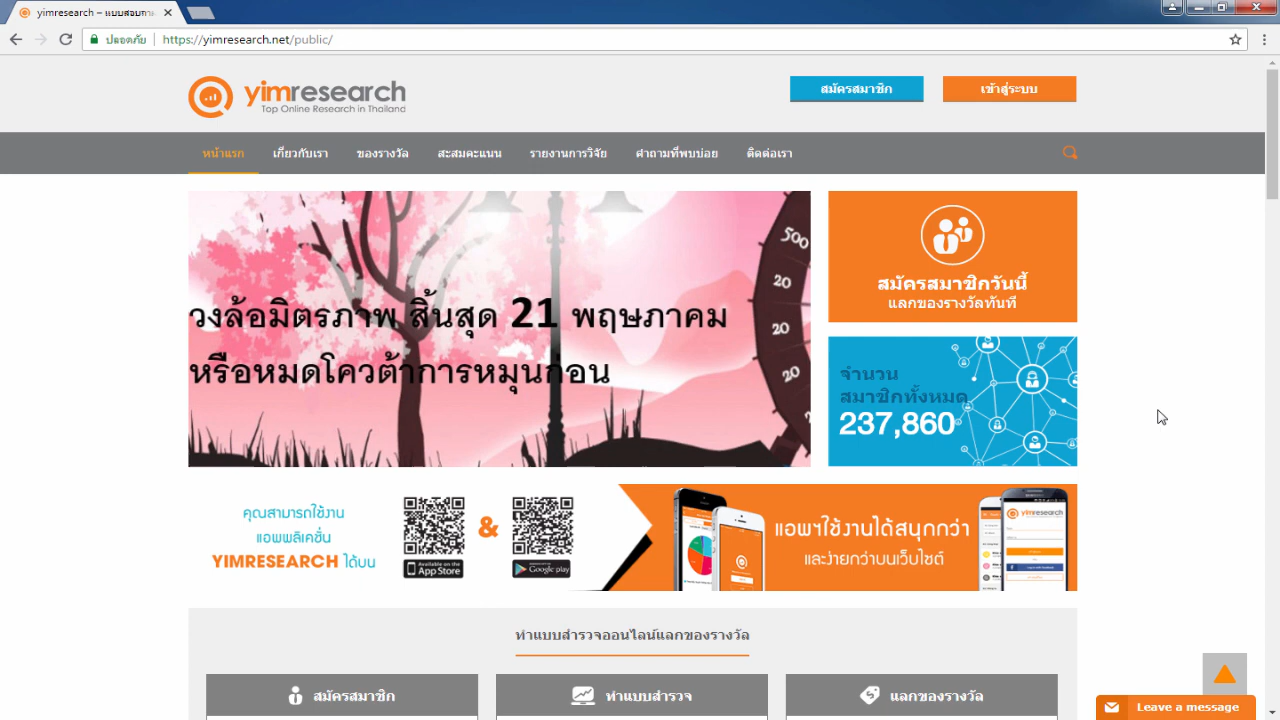 yimresearch – แบบสอบถาม
ปลอดภัย
https://yimresearch.net/public/
yimresearch
Top Online Research in Thailand
สมัครสมาชิก
เข้าสู่ระบบ
หน้าแรก
เกี่ยวกับเรา
ของรางวัล
สะสมคะแนน
รายงานการวิจัย
คำถามที่พบบ่อย
ติดต่อเรา
วงล้อมิตรภาพ สิ้นสุด 21 พฤษภาคม
หรือหมดโควต้าการหมุนก่อน
500
20
20
20
สมัครสมาชิกวันนี้
แลกของรางวัลทันที
จำนวน
สมาชิกทั้งหมด
237,860
คุณสามารถใช้งาน
แอพพลิเคชั่น
YIMRESEARCH ได้บน
&
Available on the
App Store
Google play
แอพฯใช้งานได้สนุกกว่า
และง่ายกว่าบนเว็บไซต์
yimresearch
ทำแบบสำรวจออนไลน์แลกของรางวัล
สมัครสมาชิก
ทำแบบสำรวจ
แลกของรางวัล
Leave a message